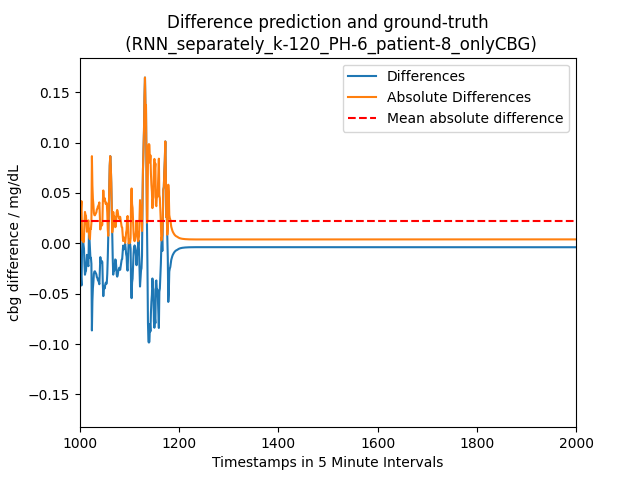 Difference prediction and ground-truth
(RNN_separately_k-120_PH-6_patient-8_onlyCBG)
Differences
Absolute Differences
Mean absolute difference
cbg difference / mg/dL
0.15
0.10
0.05
0.00
−0.05
−0.10
−0.15
1000 1200 1400 1600 1800 2000
Timestamps in 5 Minute Intervals